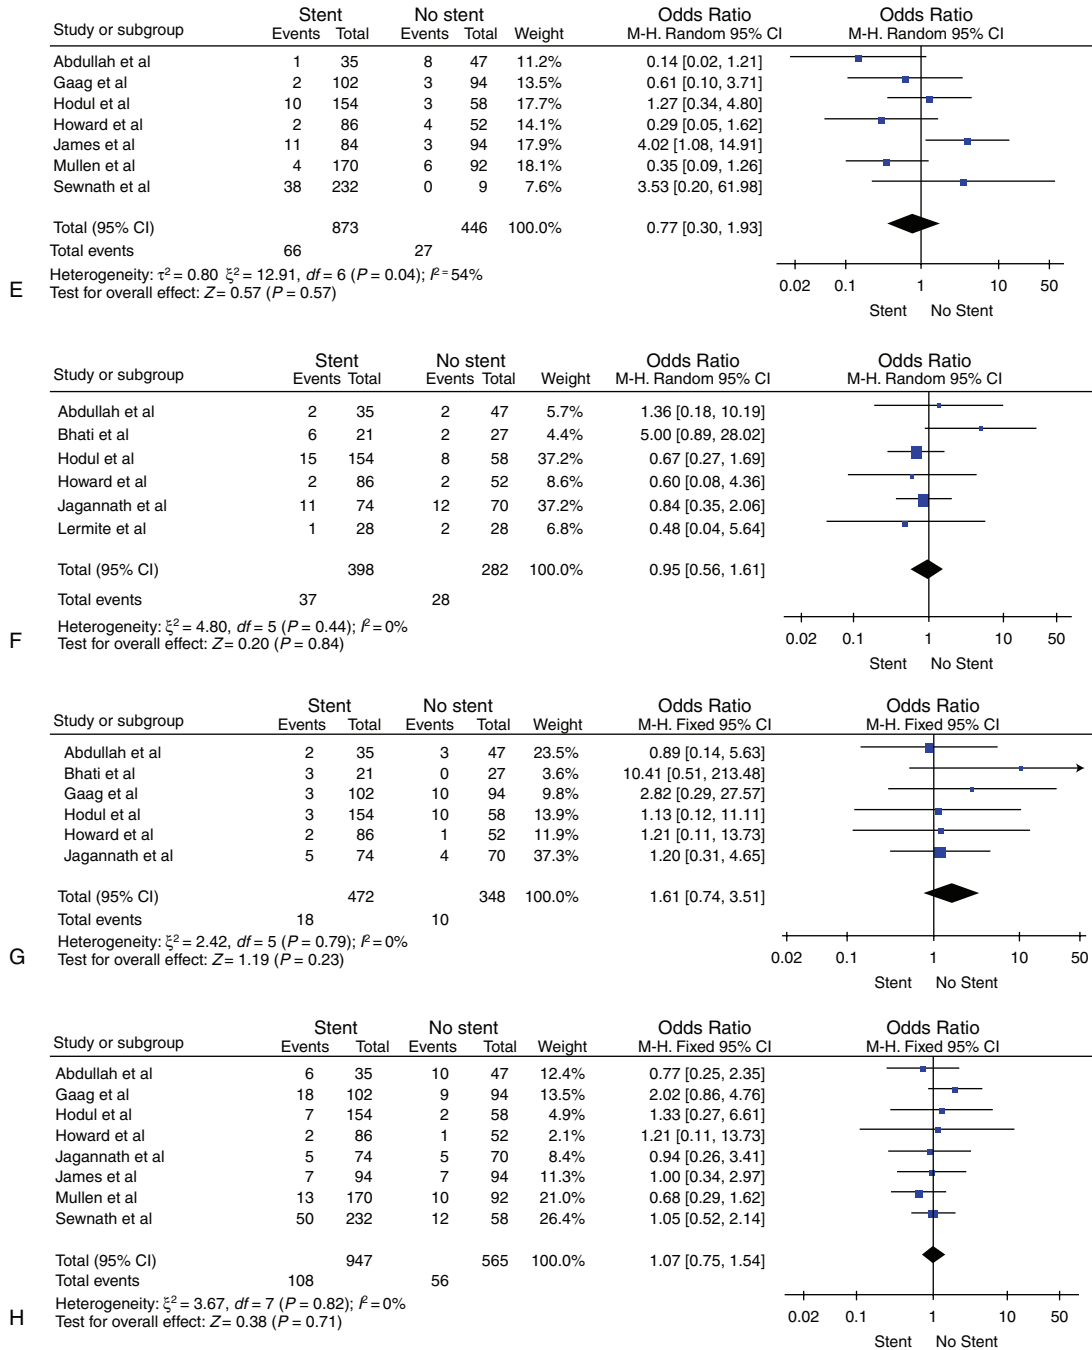 Stent No stent Odds Ratio Odds Ratio
Study or subgroup Events Total Events Total Weight M-H. Random 95% CI M-H. Random 95% CI
Abdullah et al 1 35 8 47 11.2% 0.14 [0.02, 1.21]
Gaag et al 2 102 3 94 13.5% 0.61 [0.10, 3.71]
Hodul et al 10 154 3 58 17.7% 1.27 [0.34, 4.80]
Howard et al 2 86 4 52 14.1% 0.29 [0.05, 1.62]
James et al 11 84 3 94 17.9% 4.02 [1.08, 14.91]
Mullen et al 4 170 6 92 18.1% 0.35 [0.09, 1.26]
Sewnath et al 38 232 0 9 7.6% 3.53 [0.20, 61.98]
Total (95% CI) 873 446 100.0% 0.77 [0.30, 1.93]
Total events 66 27
Heterogeneity: τ² = 0.80 ξ² = 12.91, df = 6 (P = 0.04); I² = 54%
Test for overall effect: Z = 0.57 (P = 0.57)
0.02 0.1 1 10 50
Stent No Stent
E
Stent No stent Odds Ratio Odds Ratio
Study or subgroup Events Total Events Total Weight M-H. Random 95% CI M-H. Random 95% CI
Abdullah et al 2 35 2 47 5.7% 1.36 [0.18, 10.19]
Bhati et al 6 21 2 27 4.4% 5.00 [0.89, 28.02]
Hodul et al 15 154 8 58 37.2% 0.67 [0.27, 1.69]
Howard et al 2 86 2 52 8.6% 0.60 [0.08, 4.36]
Jagannath et al 11 74 12 70 37.2% 0.84 [0.35, 2.06]
Lermite et al 1 28 2 28 6.8% 0.48 [0.04, 5.64]
Total (95% CI) 398 282 100.0% 0.95 [0.56, 1.61]
Total events 37 28
Heterogeneity: ξ² = 4.80, df = 5 (P = 0.44); I² = 0%
Test for overall effect: Z = 0.20 (P = 0.84)
0.02 0.1 1 10 50
Stent No Stent
F
Stent No stent Odds Ratio Odds Ratio
Study or subgroup Events Total Events Total Weight M-H. Fixed 95% CI M-H. Fixed 95% CI
Abdullah et al 2 35 3 47 23.5% 0.89 [0.14, 5.63]
Bhati et al 3 21 0 27 3.6% 10.41 [0.51, 213.48]
Gaag et al 3 102 10 94 9.8% 2.82 [0.29, 27.57]
Hodul et al 3 154 10 58 13.9% 1.13 [0.12, 11.11]
Howard et al 2 86 1 52 11.9% 1.21 [0.11, 13.73]
Jagannath et al 5 74 4 70 37.3% 1.20 [0.31, 4.65]
Total (95% CI) 472 348 100.0% 1.61 [0.74, 3.51]
Total events 18 10
Heterogeneity: ξ² = 2.42, df = 5 (P = 0.79); I² = 0%
Test for overall effect: Z = 1.19 (P = 0.23)
0.02 0.1 1 10 50
Stent No Stent
G
Stent No stent Odds Ratio Odds Ratio
Study or subgroup Events Total Events Total Weight M-H. Fixed 95% CI M-H. Fixed 95% CI
Abdullah et al 6 35 10 47 12.4% 0.77 [0.25, 2.35]
Gaag et al 18 102 9 94 13.5% 2.02 [0.86, 4.76]
Hodul et al 7 154 2 58 4.9% 1.33 [0.27, 6.61]
Howard et al 2 86 1 52 2.1% 1.21 [0.11, 13.73]
Jagannath et al 5 74 5 70 8.4% 0.94 [0.26, 3.41]
James et al 7 94 7 94 11.3% 1.00 [0.34, 2.97]
Mullen et al 13 170 10 92 21.0% 0.68 [0.29, 1.62]
Sewnath et al 50 232 12 58 26.4% 1.05 [0.52, 2.14]
Total (95% CI) 947 565 100.0% 1.07 [0.75, 1.54]
Total events 108 56
Heterogeneity: ξ² = 3.67, df = 7 (P = 0.82); I² = 0%
Test for overall effect: Z = 0.38 (P = 0.71)
0.02 0.1 1 10 50
Stent No Stent
H